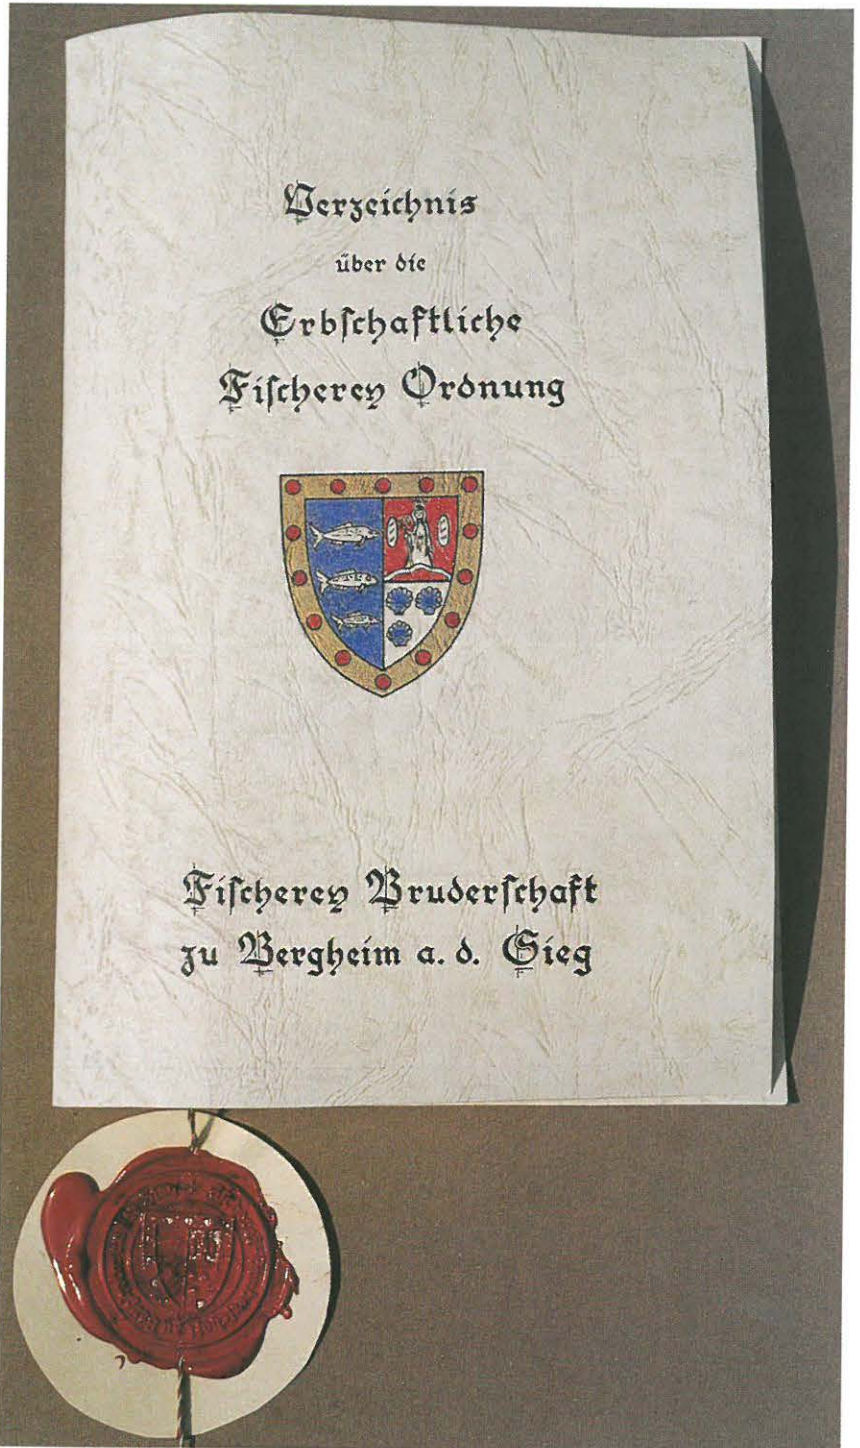 Verzeichnis
über die
Erbſchaftliche
Fiſcherey Ordnung
Fiſcherey Bruderſchaft
zu Bergheim a. d. Sieg